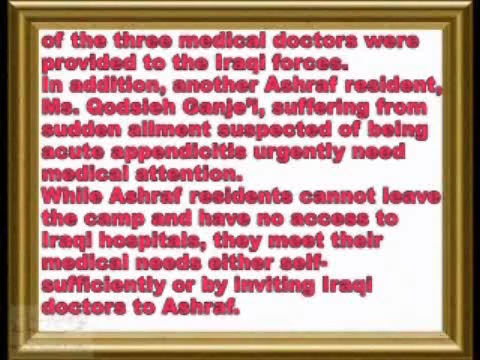 of the three medical doctors were
provided to the Iraqi forces.
In addition, another Ashraf resident,
Ms. Qodsieh Ganje'i, suffering from
sudden ailment suspected of being
acute appendicitis urgently need
medical attention.
While Ashraf residents cannot leave
the camp and have no access to
Iraqi hospitals, they meet their
medical needs either self-
sufficiently or by inviting Iraqi
doctors to Ashraf.